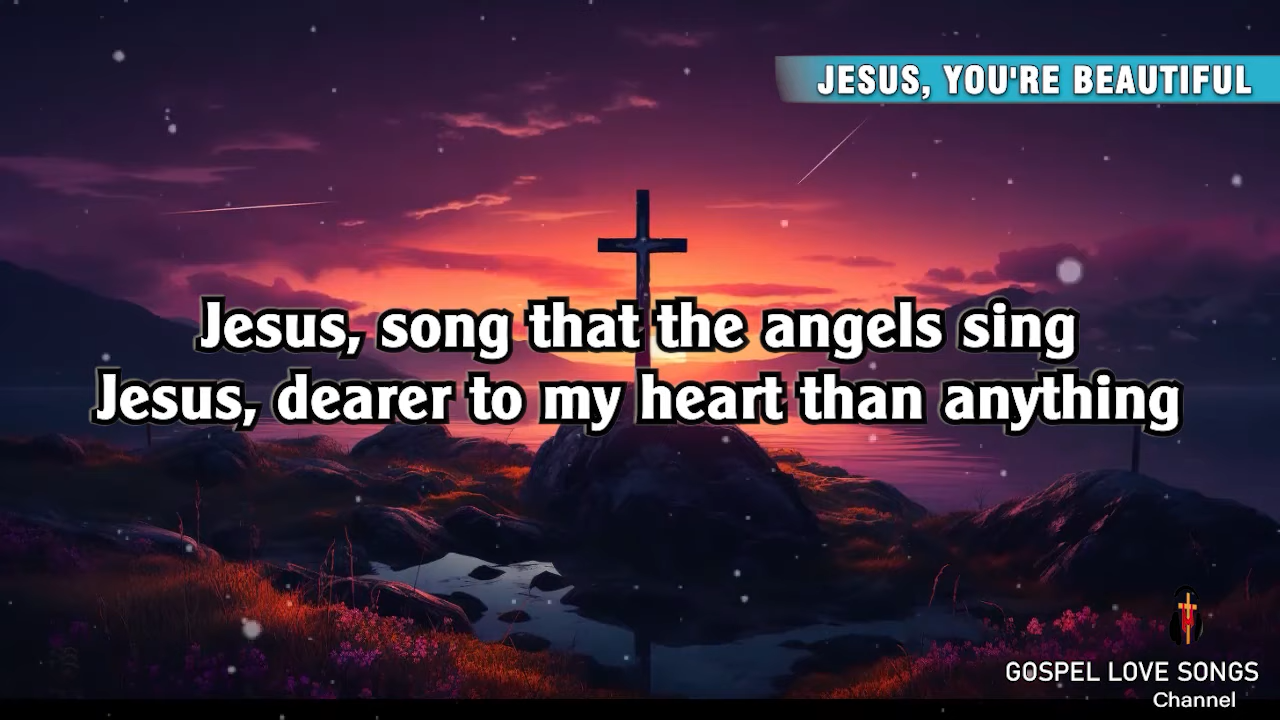 JESUS, YOU'RE BEAUTIFUL
Jesus, song that the angels sing
Jesus, dearer to my heart than anything
GOSPEL LOVE SONGS
Channel